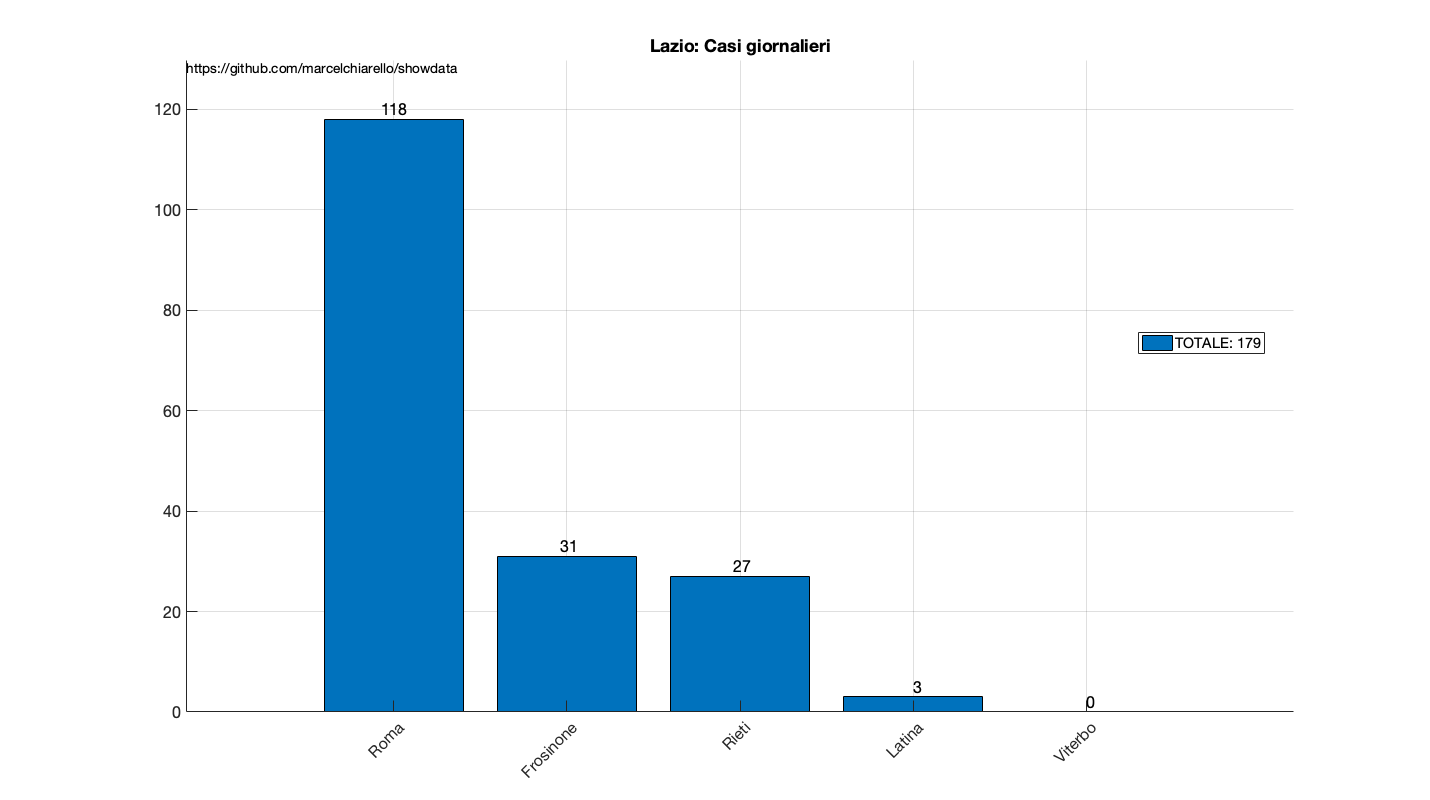 Lazio: Casi giornalieri
https://github.com/marcelchiarello/showdata
120
100
80
60
40
20
0
118
31
27
3
0
TOTALE: 179
Roma
Frosinone
Rieti
Latina
Viterbo